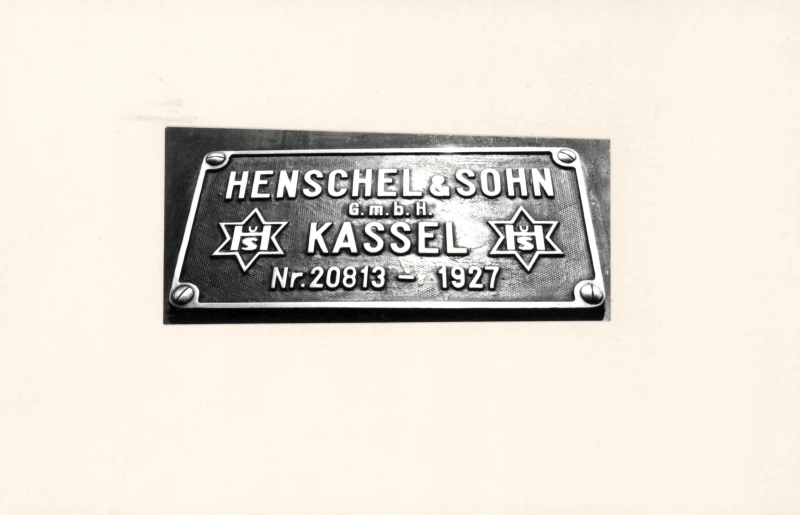 HENSCHEL & SOHN
G.m.b.H.
KASSEL
Nr. 20813 – 1927